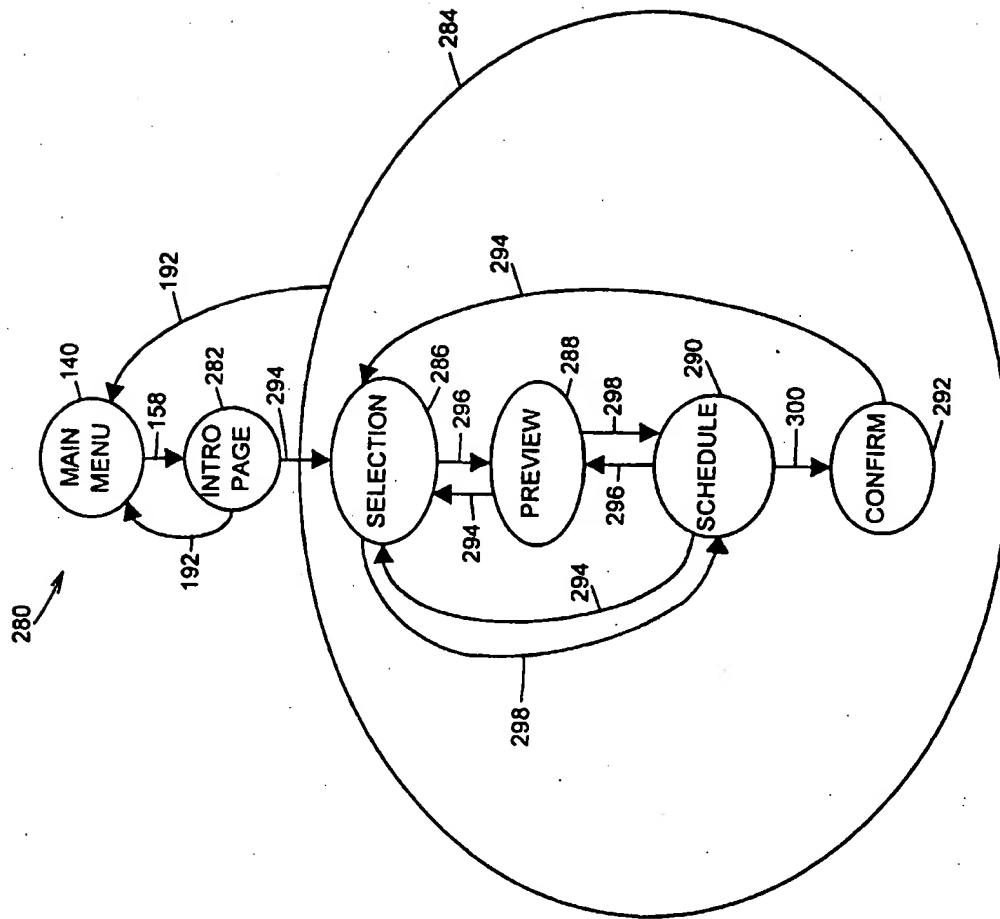 280
MAIN
MENU
140
192
158
INTRO
PAGE
282
192
294
284
SELECTION
286
294
294
296
PREVIEW
288
296
298
298
294
SCHEDULE
290
300
CONFIRM
292